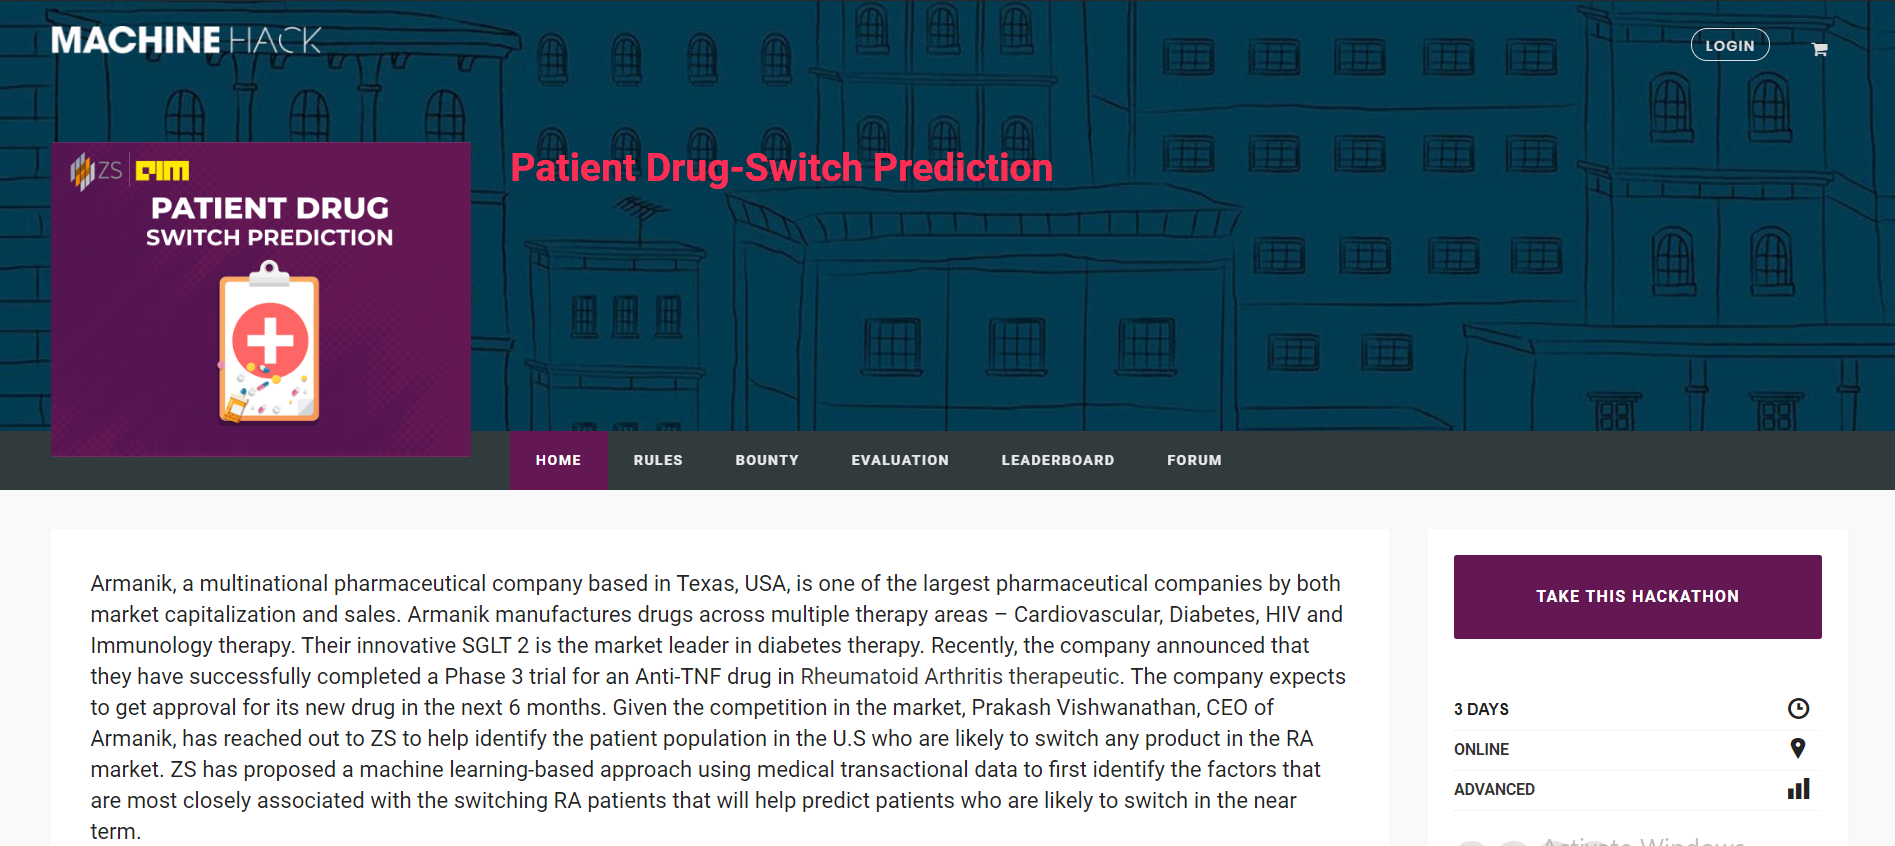 MACHINE HACK
LOGIN
ZS AIM
PATIENT DRUG
SWITCH PREDICTION
Patient Drug-Switch Prediction
HOME RULES BOUNTY EVALUATION LEADERBOARD FORUM
Armanik, a multinational pharmaceutical company based in Texas, USA, is one of the largest pharmaceutical companies by both
market capitalization and sales. Armanik manufactures drugs across multiple therapy areas – Cardiovascular, Diabetes, HIV and
Immunology therapy. Their innovative SGLT 2 is the market leader in diabetes therapy. Recently, the company announced that
they have successfully completed a Phase 3 trial for an Anti-TNF drug in Rheumatoid Arthritis therapeutic. The company expects
to get approval for its new drug in the next 6 months. Given the competition in the market, Prakash Vishwanathan, CEO of
Armanik, has reached out to ZS to help identify the patient population in the U.S who are likely to switch any product in the RA
market. ZS has proposed a machine learning-based approach using medical transactional data to first identify the factors that
are most closely associated with the switching RA patients that will help predict patients who are likely to switch in the near
term.
TAKE THIS HACKATHON
3 DAYS
ONLINE
ADVANCED
Activate Windows